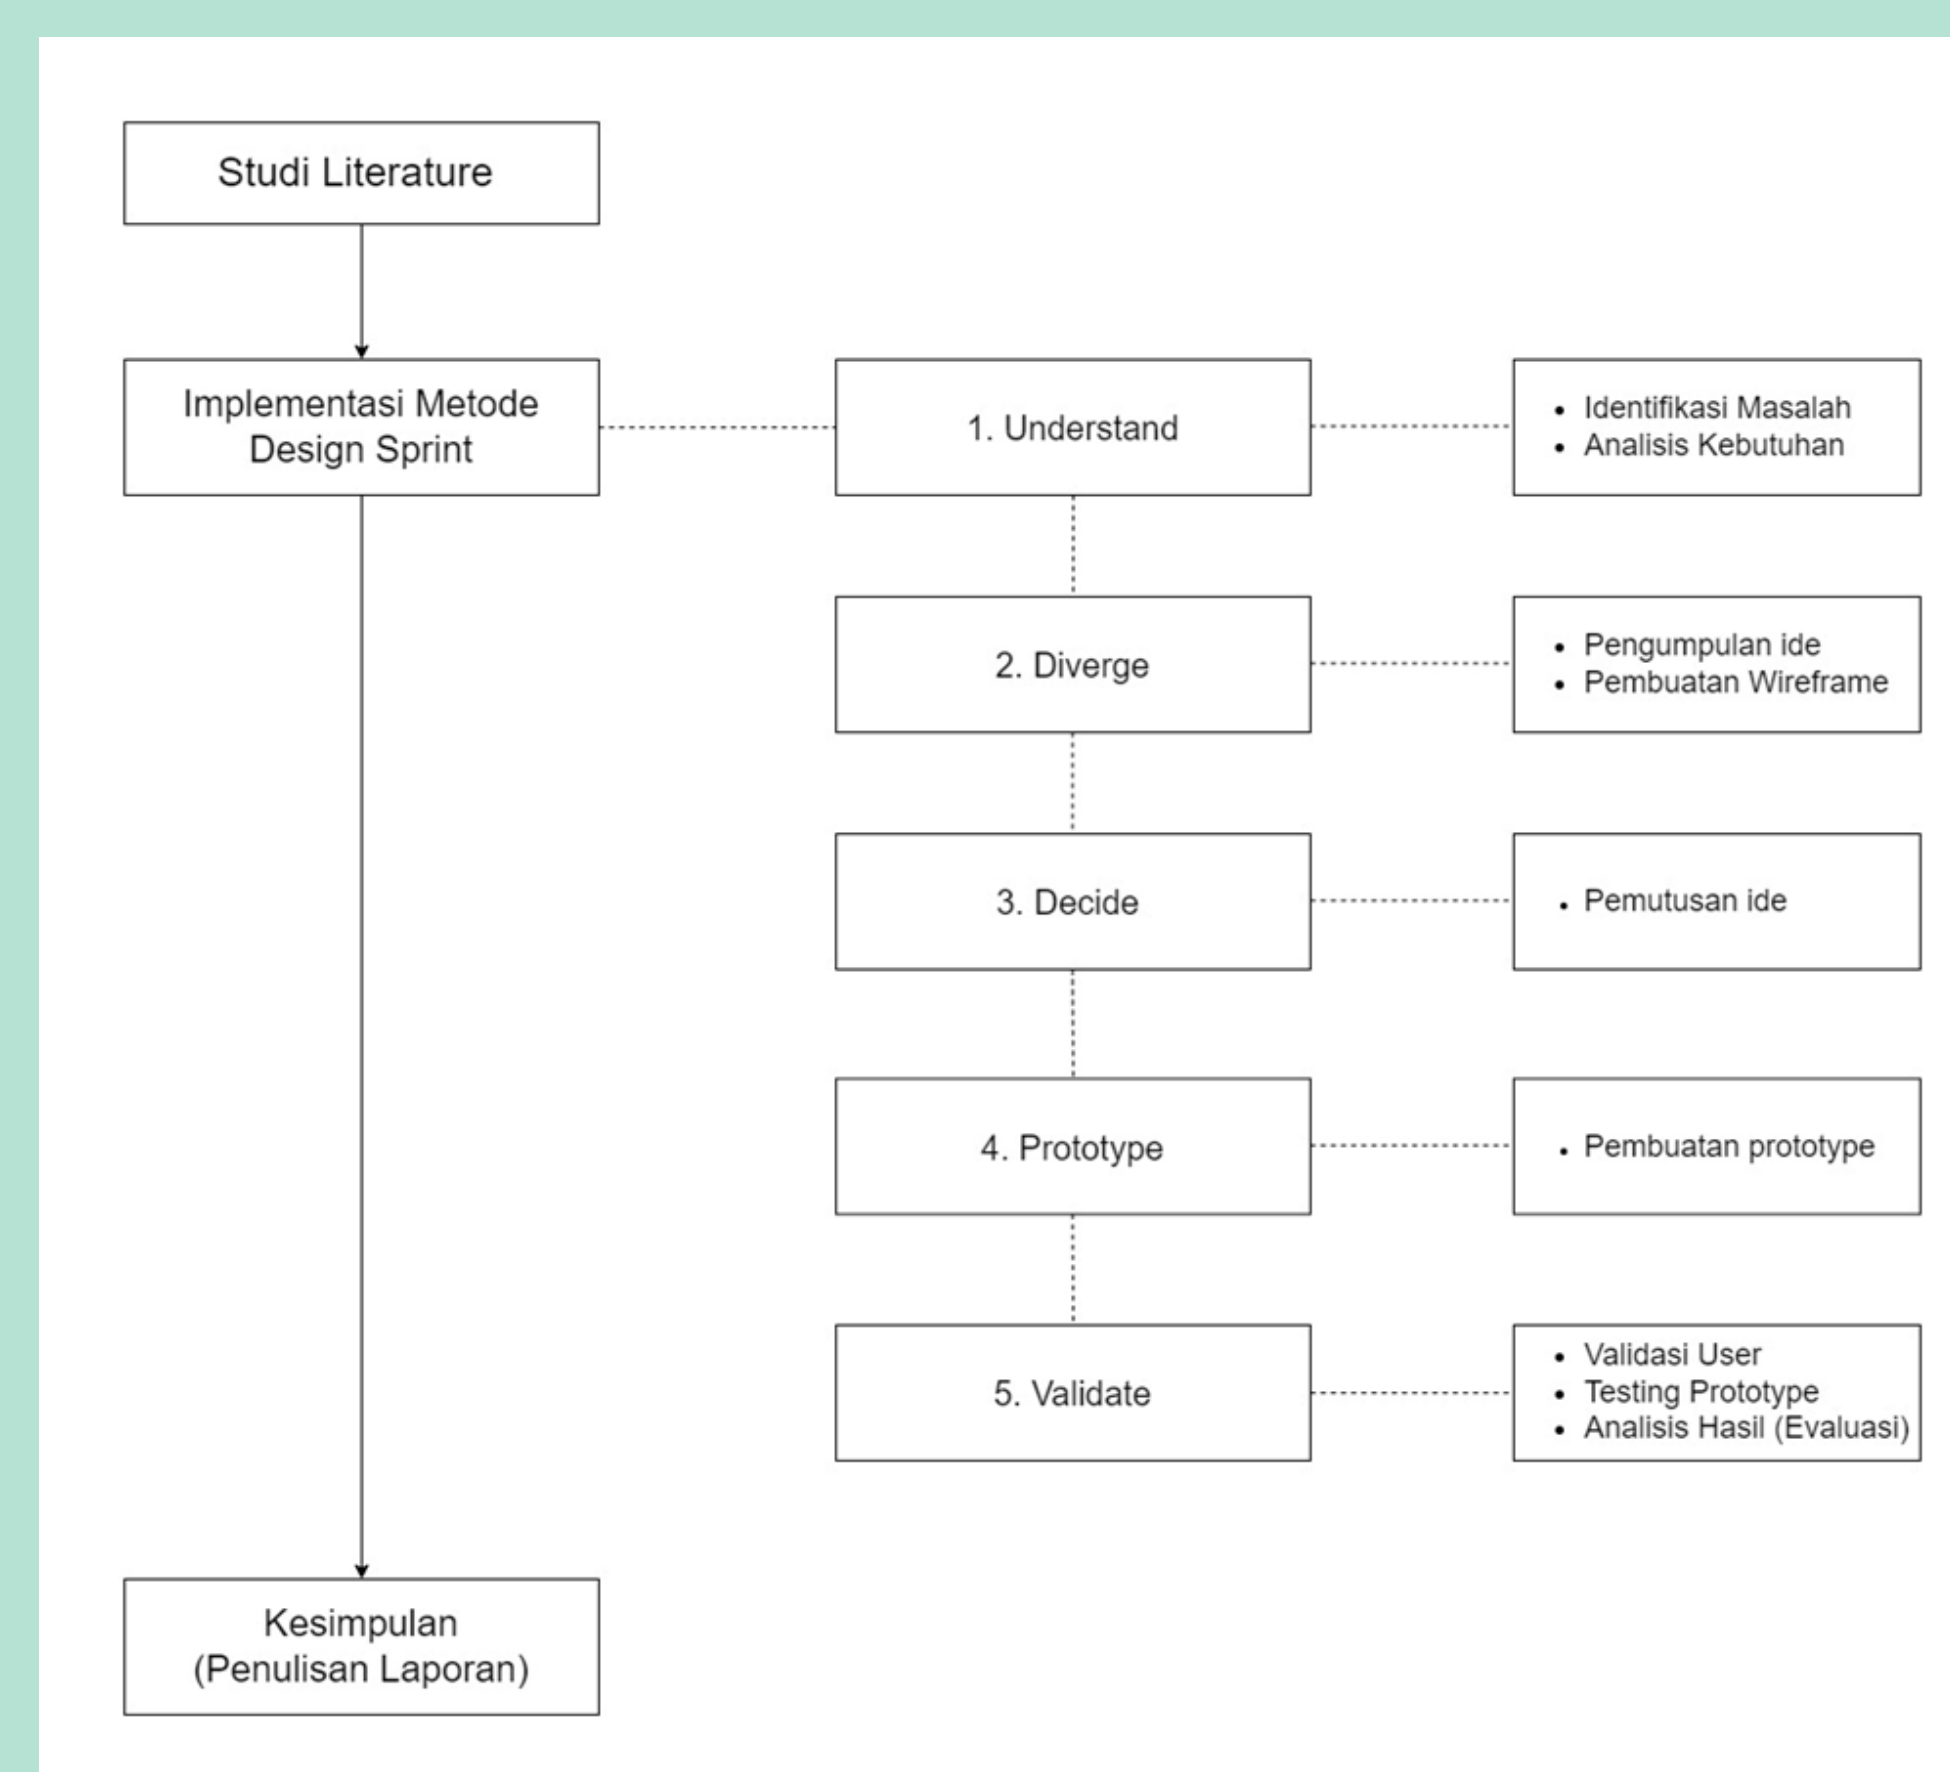 Studi Literature
Implementasi Metode
Design Sprint
1. Understand
• Identifikasi Masalah
• Analisis Kebutuhan
2. Diverge
• Pengumpulan ide
• Pembuatan Wireframe
3. Decide
• Pemutusan ide
4. Prototype
• Pembuatan prototype
5. Validate
• Validasi User
• Testing Prototype
• Analisis Hasil (Evaluasi)
Kesimpulan
(Penulisan Laporan)